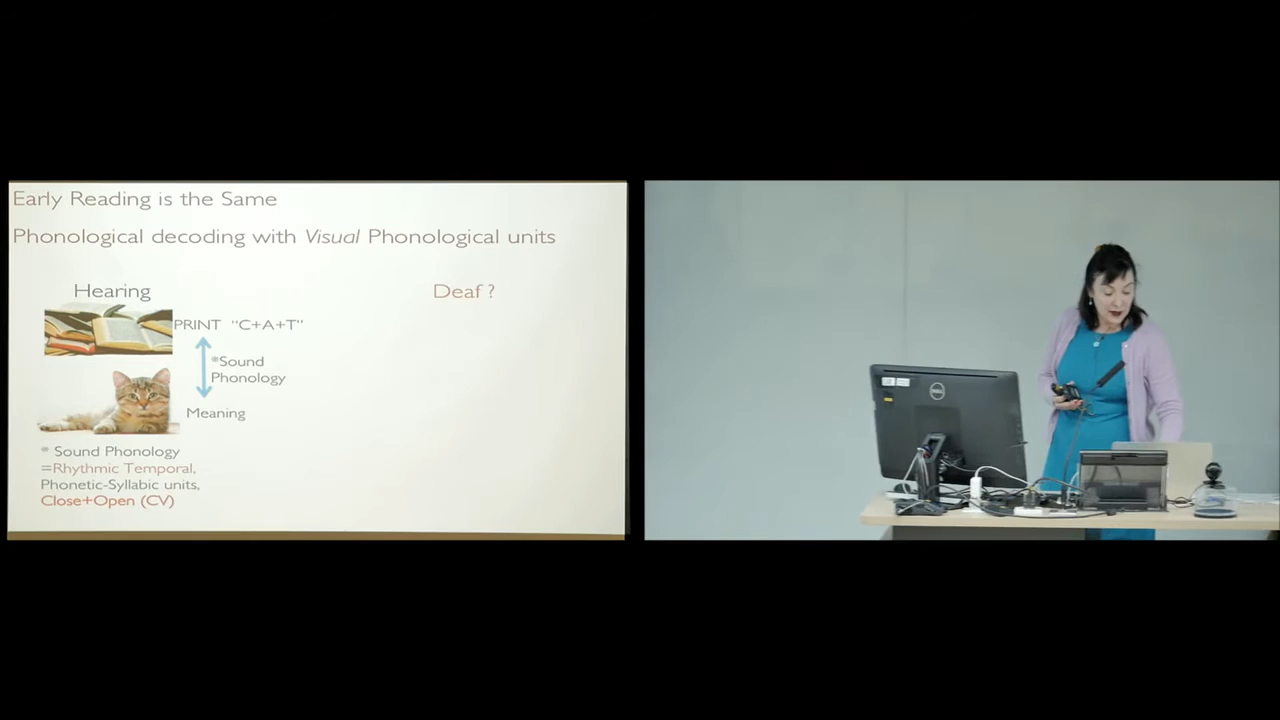 Early Reading is the Same
Phonological decoding with Visual Phonological units
Hearing
Deaf ?
PRINT "C+A+T"
*Sound
Phonology
Meaning
* Sound Phonology
=Rhythmic Temporal,
Phonetic-Syllabic units,
Close+Open (CV)
DELL